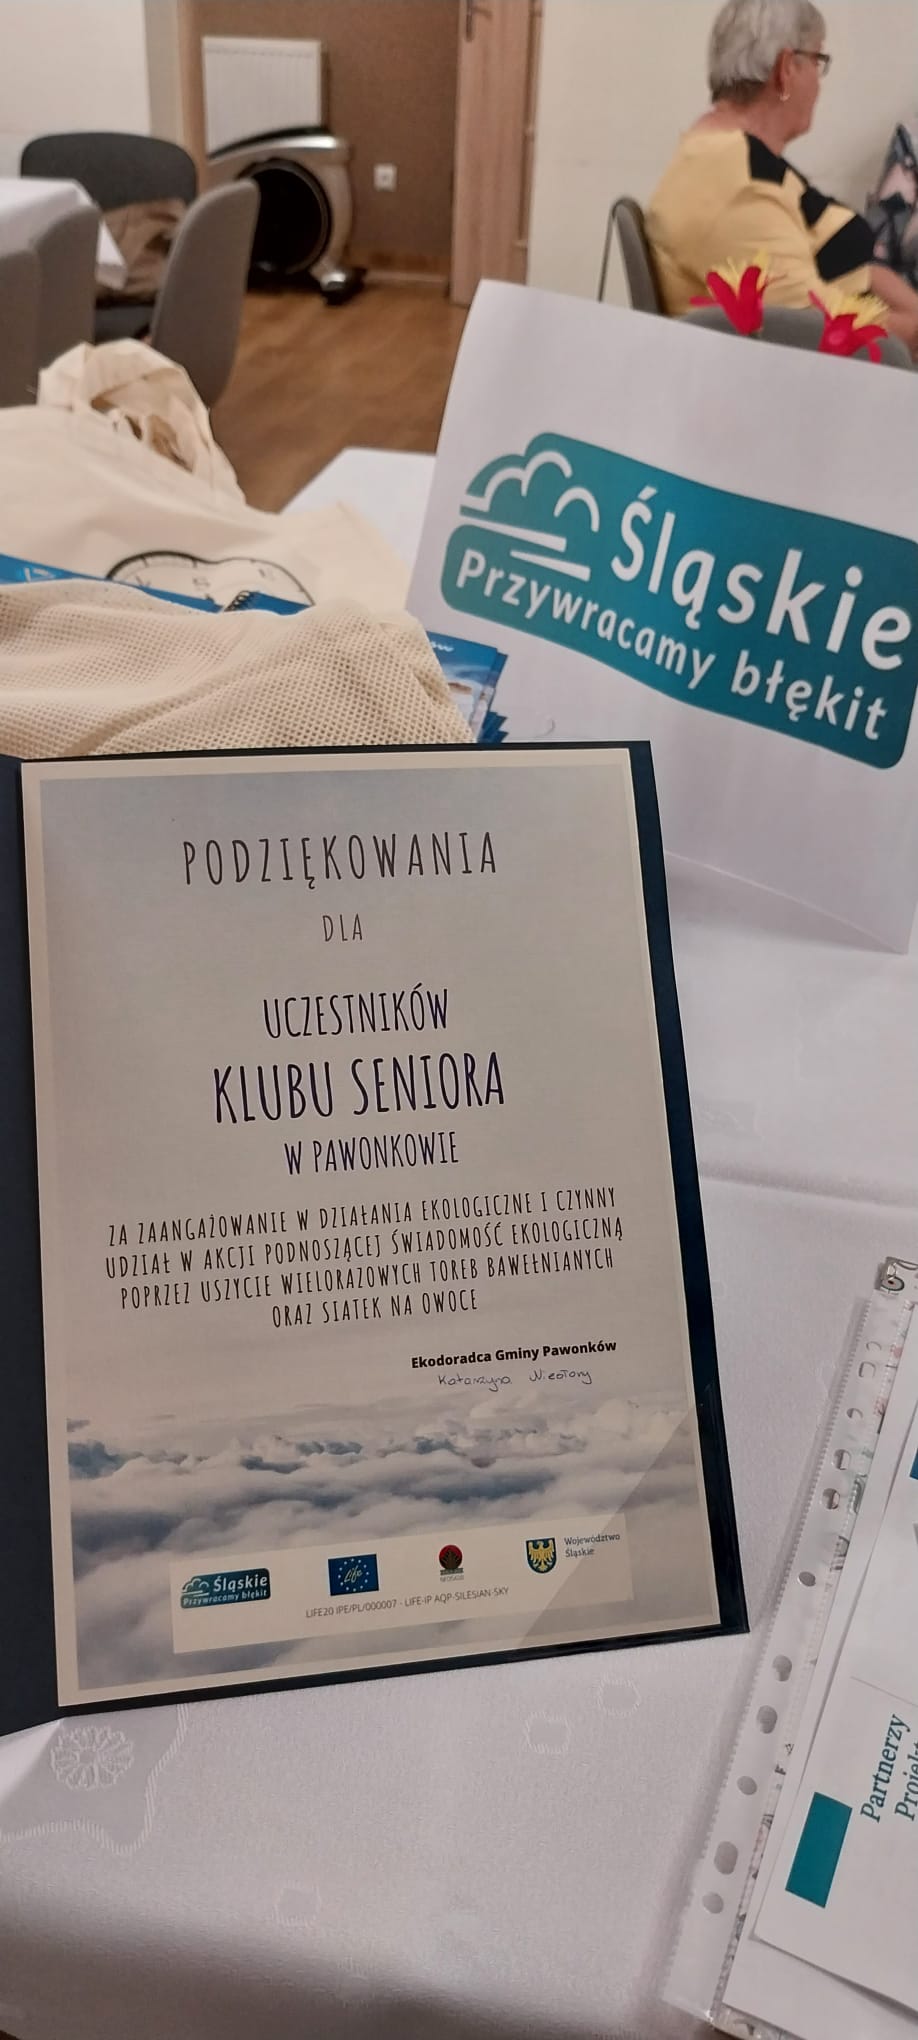 Śląskie
Przywracamy błękit
PODZIĘKOWANIA
DLA
UCZESTNIKÓW
KLUBU SENIORA
W PAWONKOWIE
ZA ZAANGAŻOWANIE W DZIAŁANIA EKOLOGICZNE I CZYNNY
UDZIAŁ W AKCJI PODNOSZĄCEJ ŚWIADOMOŚĆ EKOLOGICZNĄ
POPRZEZ USZYCIE WIELORAZOWYCH TOREB BAWEŁNIANYCH
ORAZ SIATEK NA OWOCE
Ekodoradca Gminy Pawonków
Katarzyna
Śląskie
Przywracamy błękit
Life
Województwo
Śląskie
LIFE20 IPE/PL/000007 - LIFE-IP AQP-SILESIAN-SKY
Partnerzy